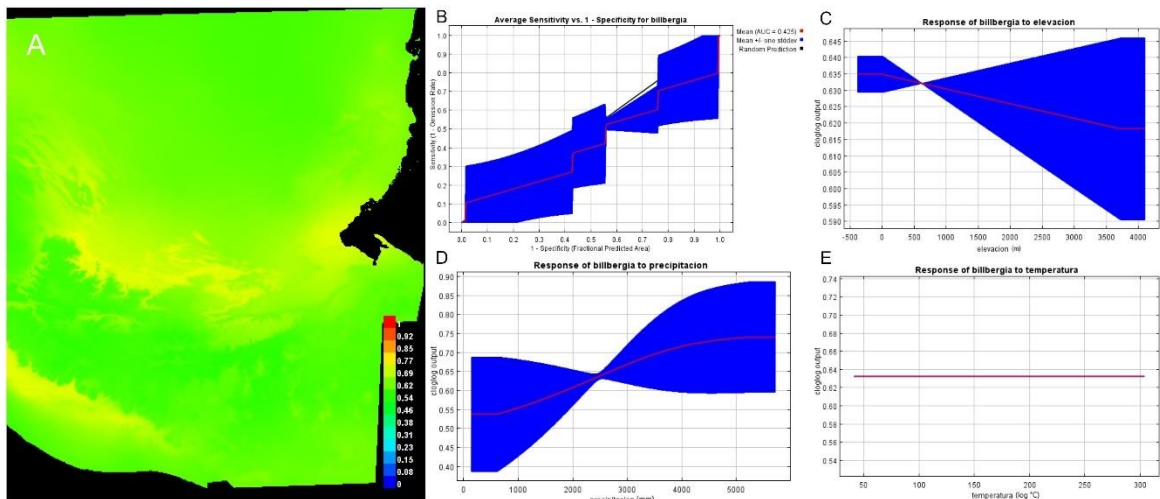 A
1
0.92
0.85
0.77
0.69
0.62
0.54
0.46
0.38
0.31
0.23
0.15
0.08
0
B
Average Sensitivity vs. 1 - Specificity for billbergia
Mean (AUC = 0.425)
Mean +/- one stddev
Random Prediction
Sensitivity (1 - Omission Rate)
1.0
0.9
0.8
0.7
0.6
0.5
0.4
0.3
0.2
0.1
0.0
0.0 0.1 0.2 0.3 0.4 0.5 0.6 0.7 0.8 0.9 1.0
1 - Specificity (Fractional Predicted Area)
C
Response of billbergia to elevacion
cloglog output
0.645
0.640
0.635
0.630
0.625
0.620
0.615
0.610
0.605
0.600
0.595
0.590
-500 0 500 1000 1500 2000 2500 3000 3500 4000
elevacion (m)
D
Response of billbergia to precipitacion
cloglog output
0.90
0.85
0.80
0.75
0.70
0.65
0.60
0.55
0.50
0.45
0.40
0 1000 2000 3000 4000 5000
precipitacion (mm)
E
Response of billbergia to temperatura
cloglog output
0.74
0.72
0.70
0.68
0.66
0.64
0.62
0.60
0.58
0.56
0.54
50 100 150 200 250 300
temperatura (log °C)